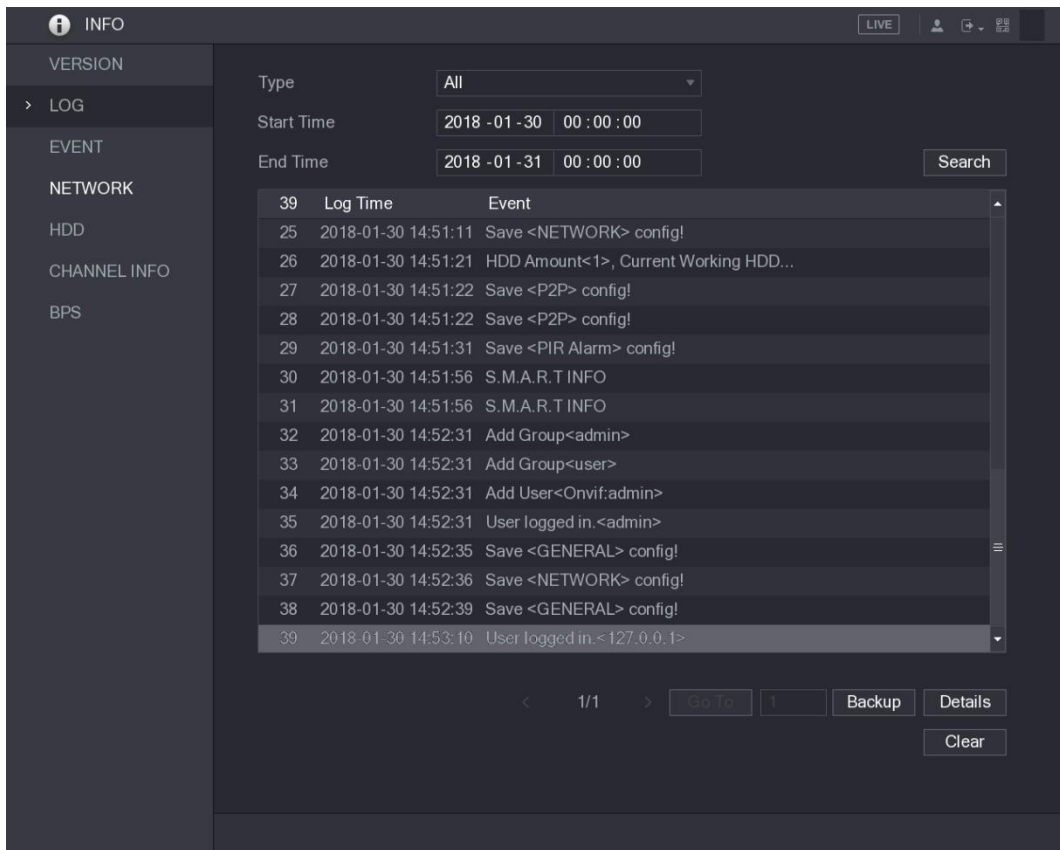 INFO LIVE
VERSION
LOG
EVENT
NETWORK
HDD
CHANNEL INFO
BPS
Type All
Start Time 2018 -01 -30 00 : 00 : 00
End Time 2018 -01 -31 00 : 00 : 00
Search
39 Log Time Event
25 2018-01-30 14:51:11 Save <NETWORK> config!
26 2018-01-30 14:51:21 HDD Amount<1>, Current Working HDD...
27 2018-01-30 14:51:22 Save <P2P> config!
28 2018-01-30 14:51:22 Save <P2P> config!
29 2018-01-30 14:51:31 Save <PIR Alarm> config!
30 2018-01-30 14:51:56 S.M.A.R.T INFO
31 2018-01-30 14:51:56 S.M.A.R.T INFO
32 2018-01-30 14:52:31 Add Group<admin>
33 2018-01-30 14:52:31 Add Group<user>
34 2018-01-30 14:52:31 Add User<Onvif:admin>
35 2018-01-30 14:52:31 User logged in.<admin>
36 2018-01-30 14:52:35 Save <GENERAL> config!
37 2018-01-30 14:52:36 Save <NETWORK> config!
38 2018-01-30 14:52:39 Save <GENERAL> config!
39 2018-01-30 14:53:10 User logged in.<127.0.0.1>
< 1/1 > Go To 1 Backup Details
Clear